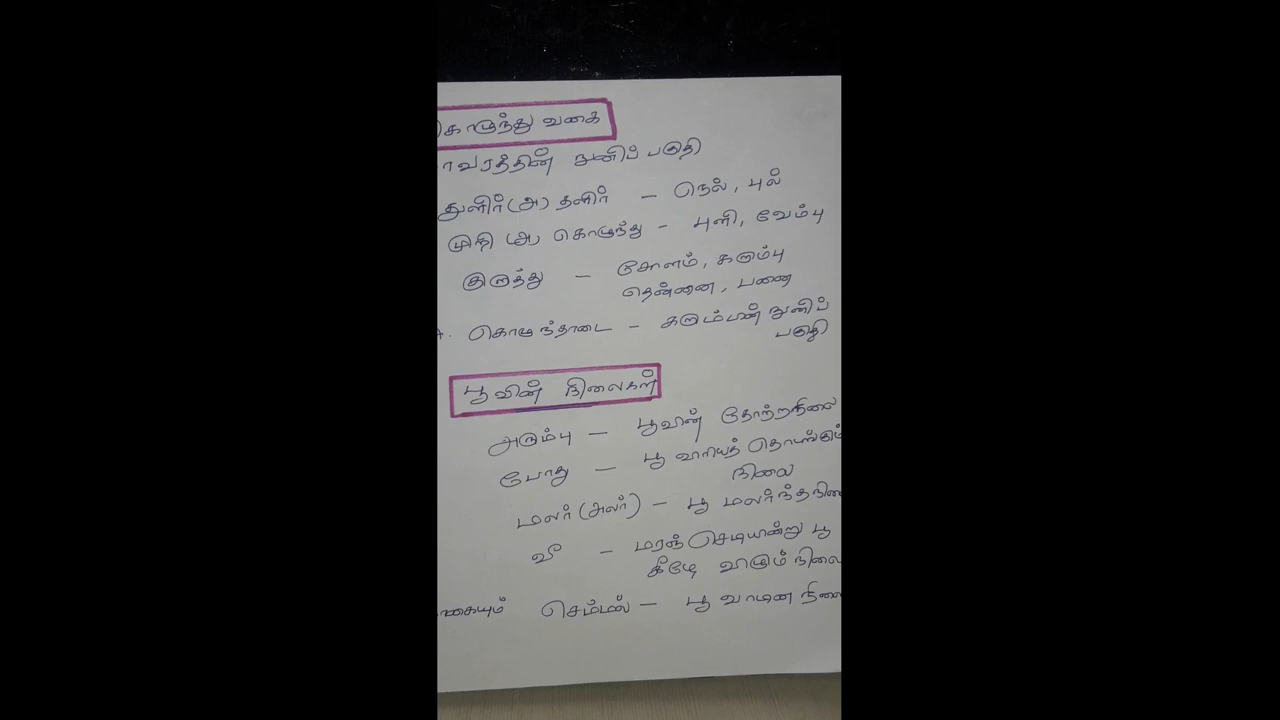 கொழுந்து வகை
ாவரத்தின் நுனிப் பகுதி
துளிர் (அ) தளிர் – நெல், புல்
முறி (அ) கொழுந்து – புளி, வேம்பு
குருத்து – சோளம், கரும்பு
தென்னை, பனை
கொழுந்தாடை – கரும்பின் நுனிப்
பகுதி
பூவின் நிலைகள்
அரும்பு – பூவின் தோற்றநிலை
போது – பூ விரியத் தொடங்கும்
நிலை
மலர் (அலர்) – பூ மலர்ந்த நிலை
வீ – மரஞ் செடியின்று பூ
கீழே விழும் நிலை
கையும் செம்மல் – பூ வாடின நிலை